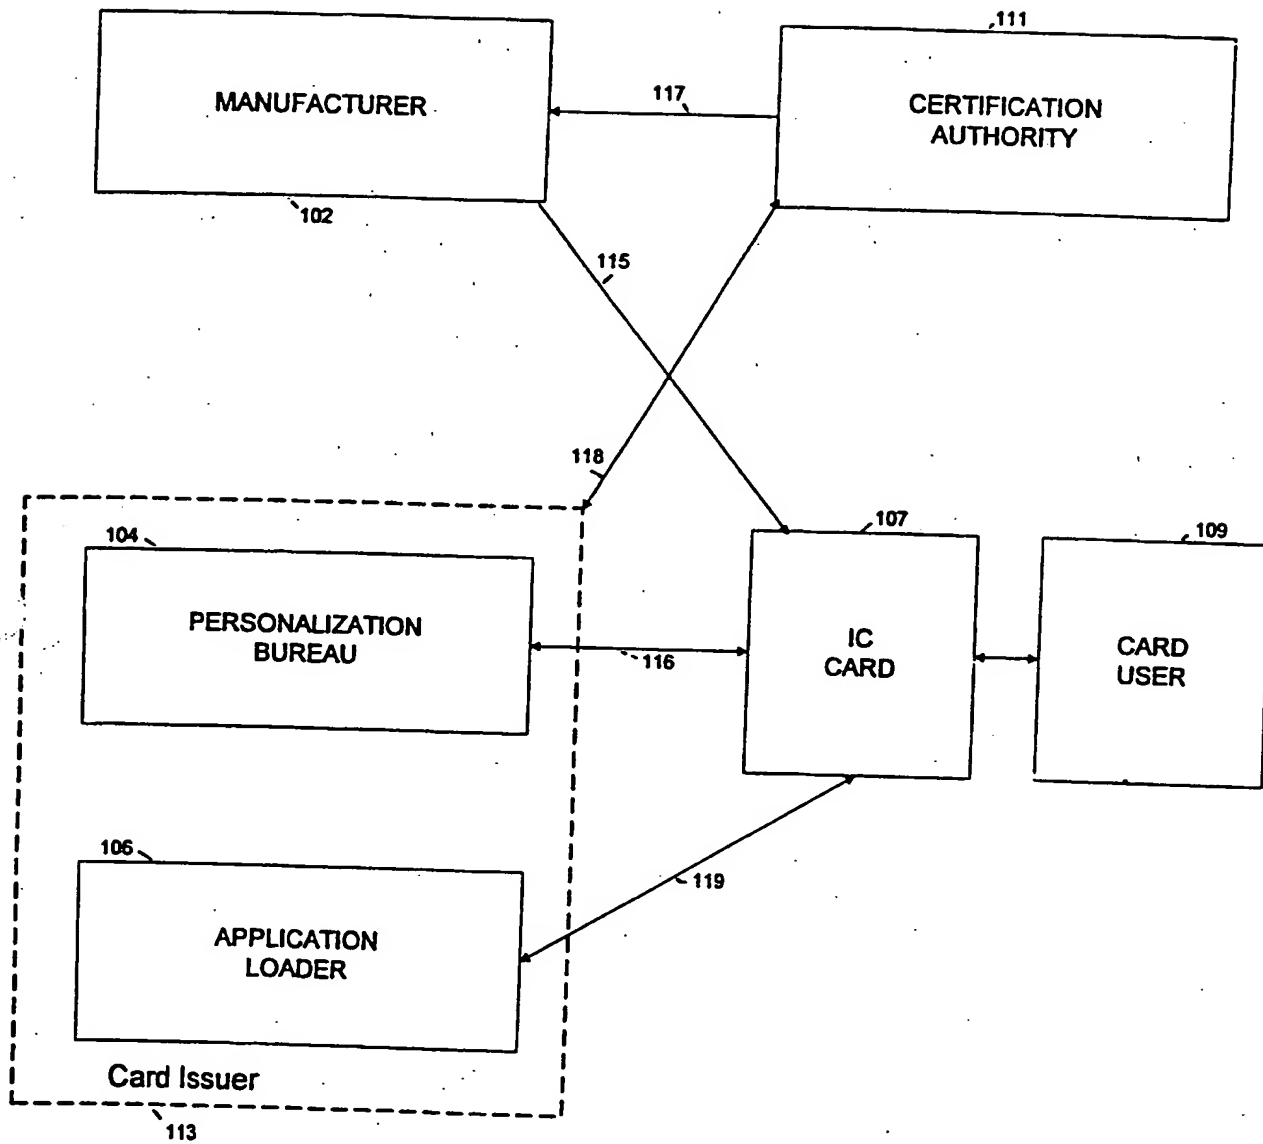 111
MANUFACTURER
117
CERTIFICATION
AUTHORITY
102
115
118
104
107
109
PERSONALIZATION
BUREAU
116
IC
CARD
CARD
USER
106
119
APPLICATION
LOADER
Card Issuer
113